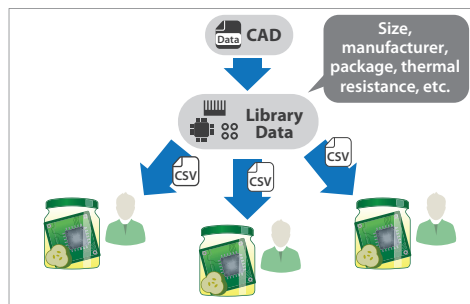 Data
CAD
Size,
manufacturer,
package, thermal
resistance, etc.
Library
Data
CSV
CSV
CSV